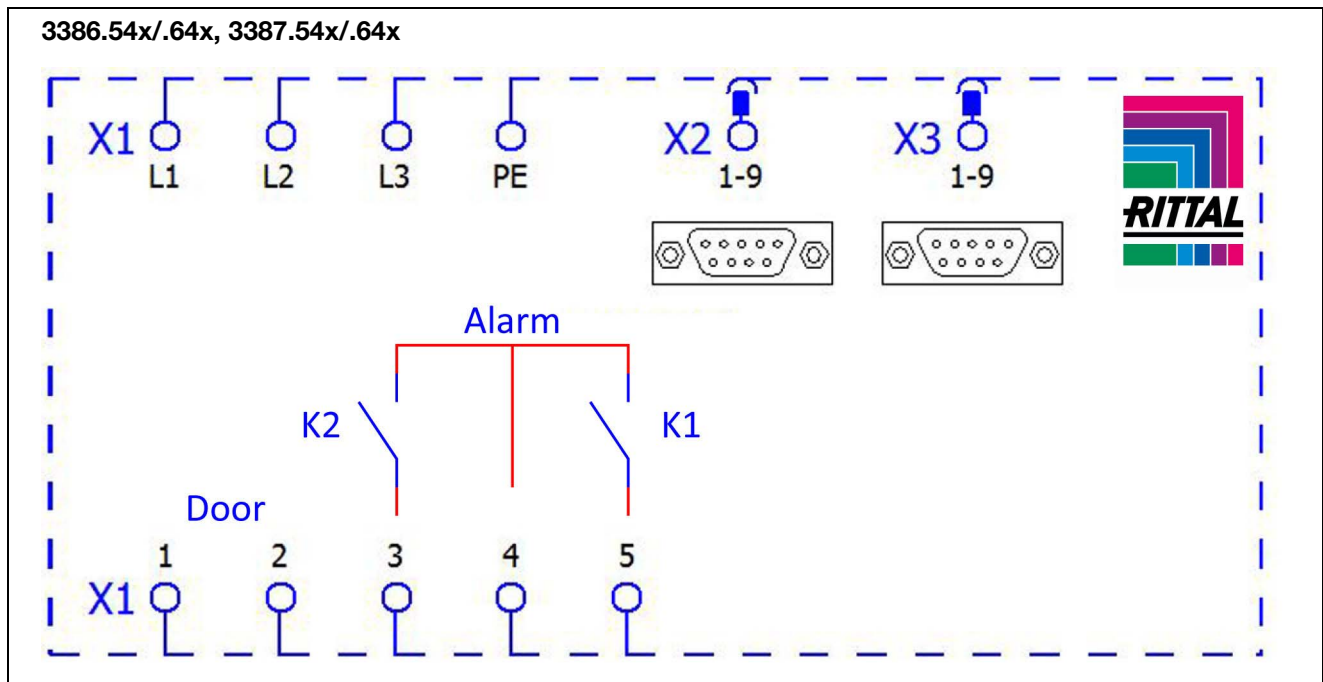 3386.54x/.64x, 3387.54x/.64x
X1 X2 X3
L1 L2 L3 PE 1-9 1-9
RITTAL
Alarm
K2 K1
Door
1 2 3 4 5
X1